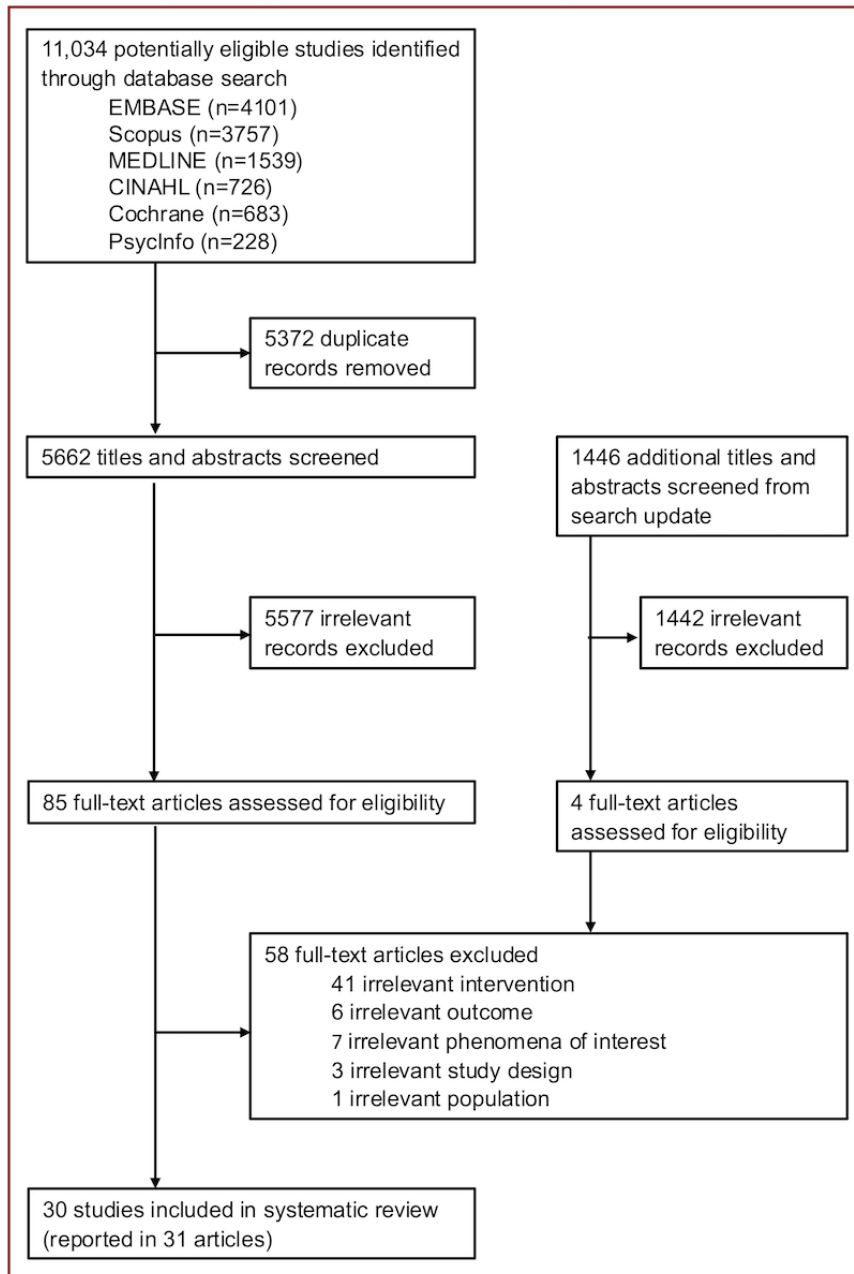 11,034 potentially eligible studies identified
through database search
EMBASE (n=4101)
Scopus (n=3757)
MEDLINE (n=1539)
CINAHL (n=726)
Cochrane (n=683)
PsycInfo (n=228)
5372 duplicate
records removed
5662 titles and abstracts screened
1446 additional titles and
abstracts screened from
search update
5577 irrelevant
records excluded
1442 irrelevant
records excluded
85 full-text articles assessed for eligibility
4 full-text articles
assessed for eligibility
58 full-text articles excluded
41 irrelevant intervention
6 irrelevant outcome
7 irrelevant phenomena of interest
3 irrelevant study design
1 irrelevant population
30 studies included in systematic review
(reported in 31 articles)